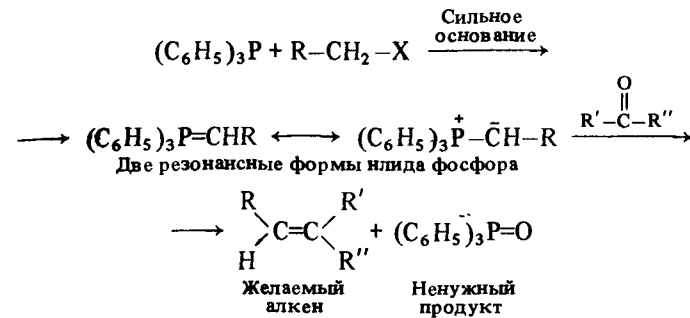 Сильное
основание
(C₆H₅)₃P + R–CH₂–X ⟶
⟶ (C₆H₅)₃P=CHR ⟷ (C₆H₅)₃P⁺–C̄H–R ⟶
O
||
R′–C–R″
Две резонансные формы илида фосфора
R R′
⟶ C=C + (C₆H₅)₃P=O
H R″
Желаемый Ненужный
алкен продукт